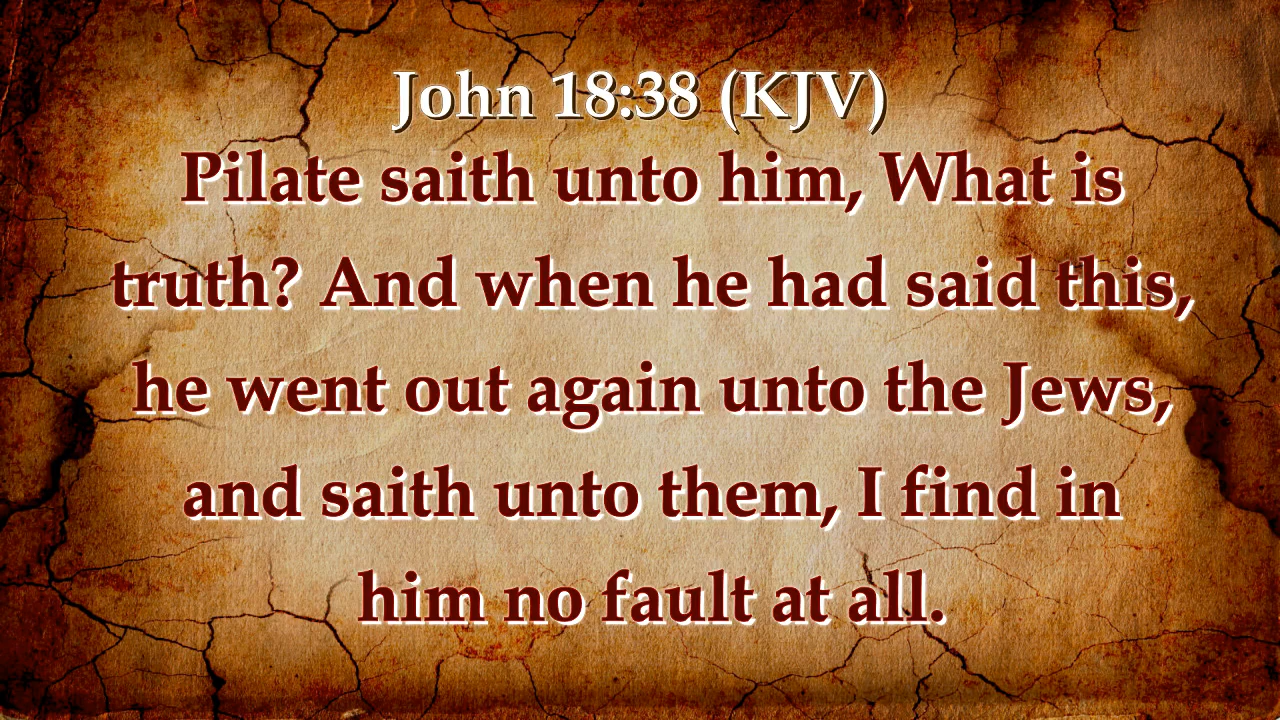 John 18:38 (KJV)
Pilate saith unto him, What is
truth? And when he had said this,
he went out again unto the Jews,
and saith unto them, I find in
him no fault at all.